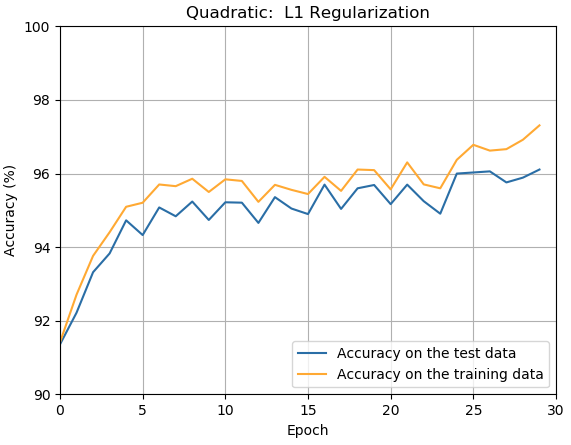 Quadratic:  L1 Regularization
Accuracy (%)
100
98
96
94
92
90
0 5 10 15 20 25 30
Epoch
Accuracy on the test data
Accuracy on the training data